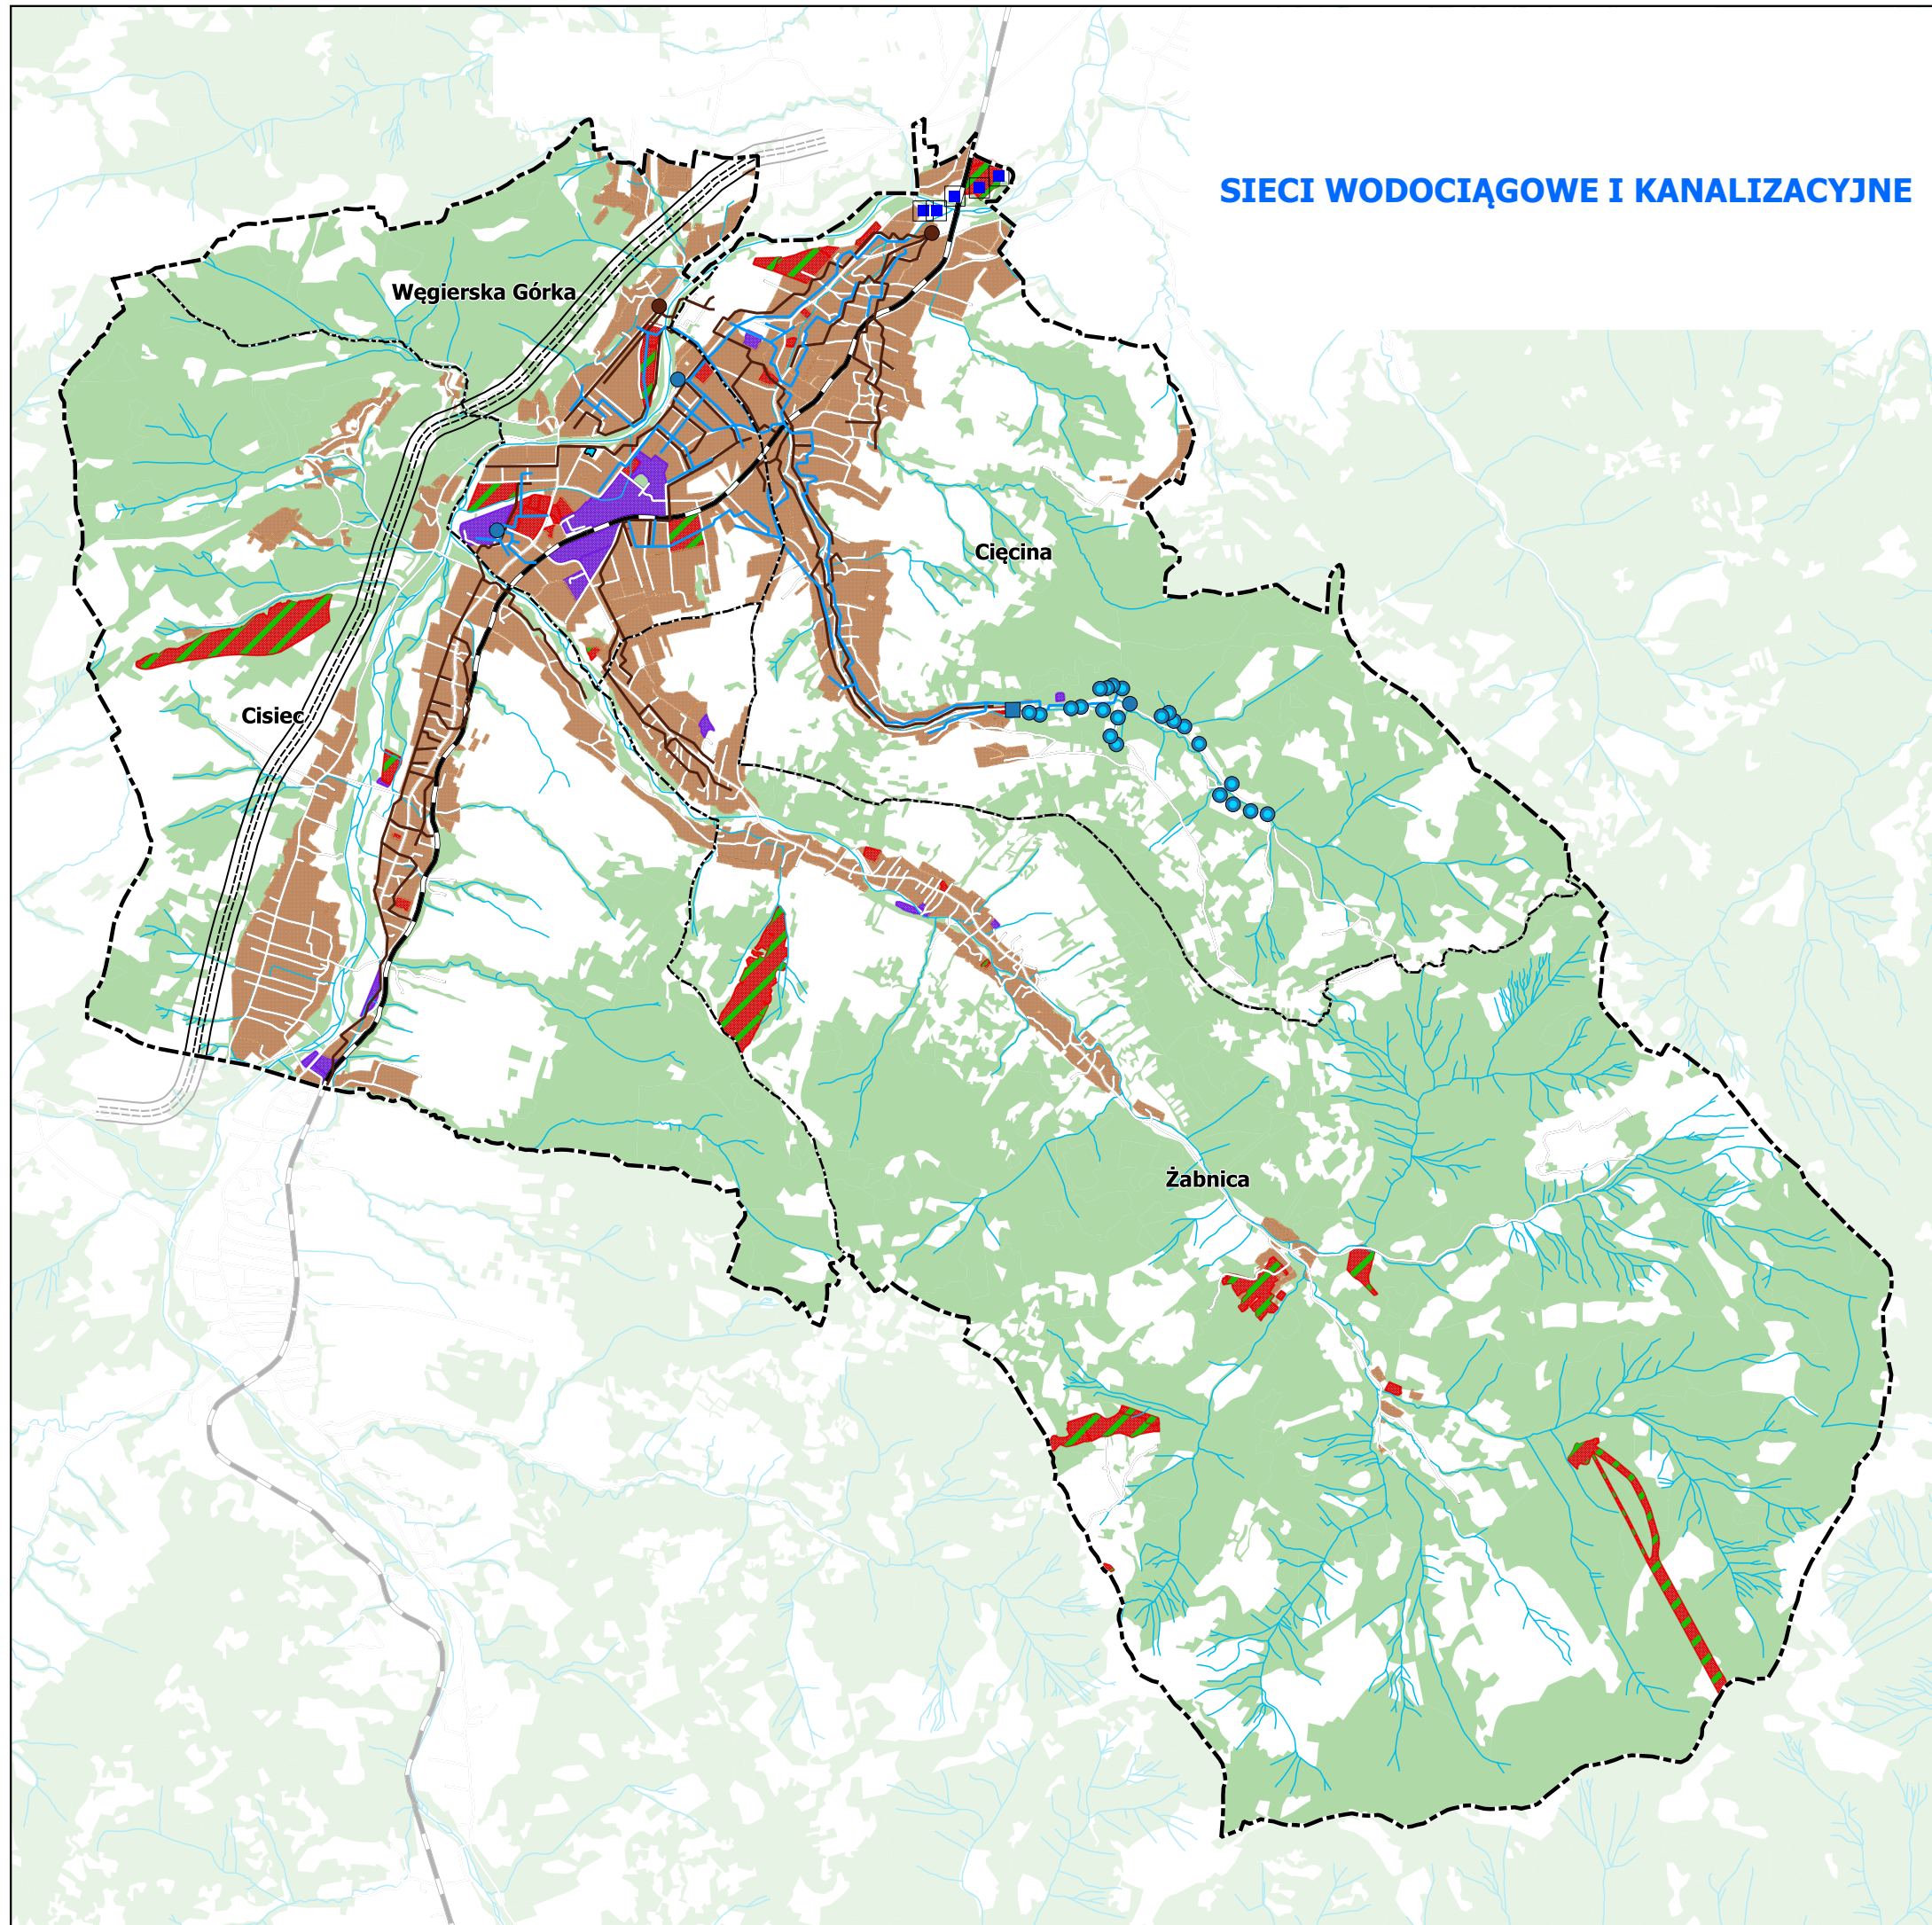 SIECI WODOCIĄGOWE I KANALIZACYJNE
Węgierska Górka
Cięcina
Cisiec
Żabnica